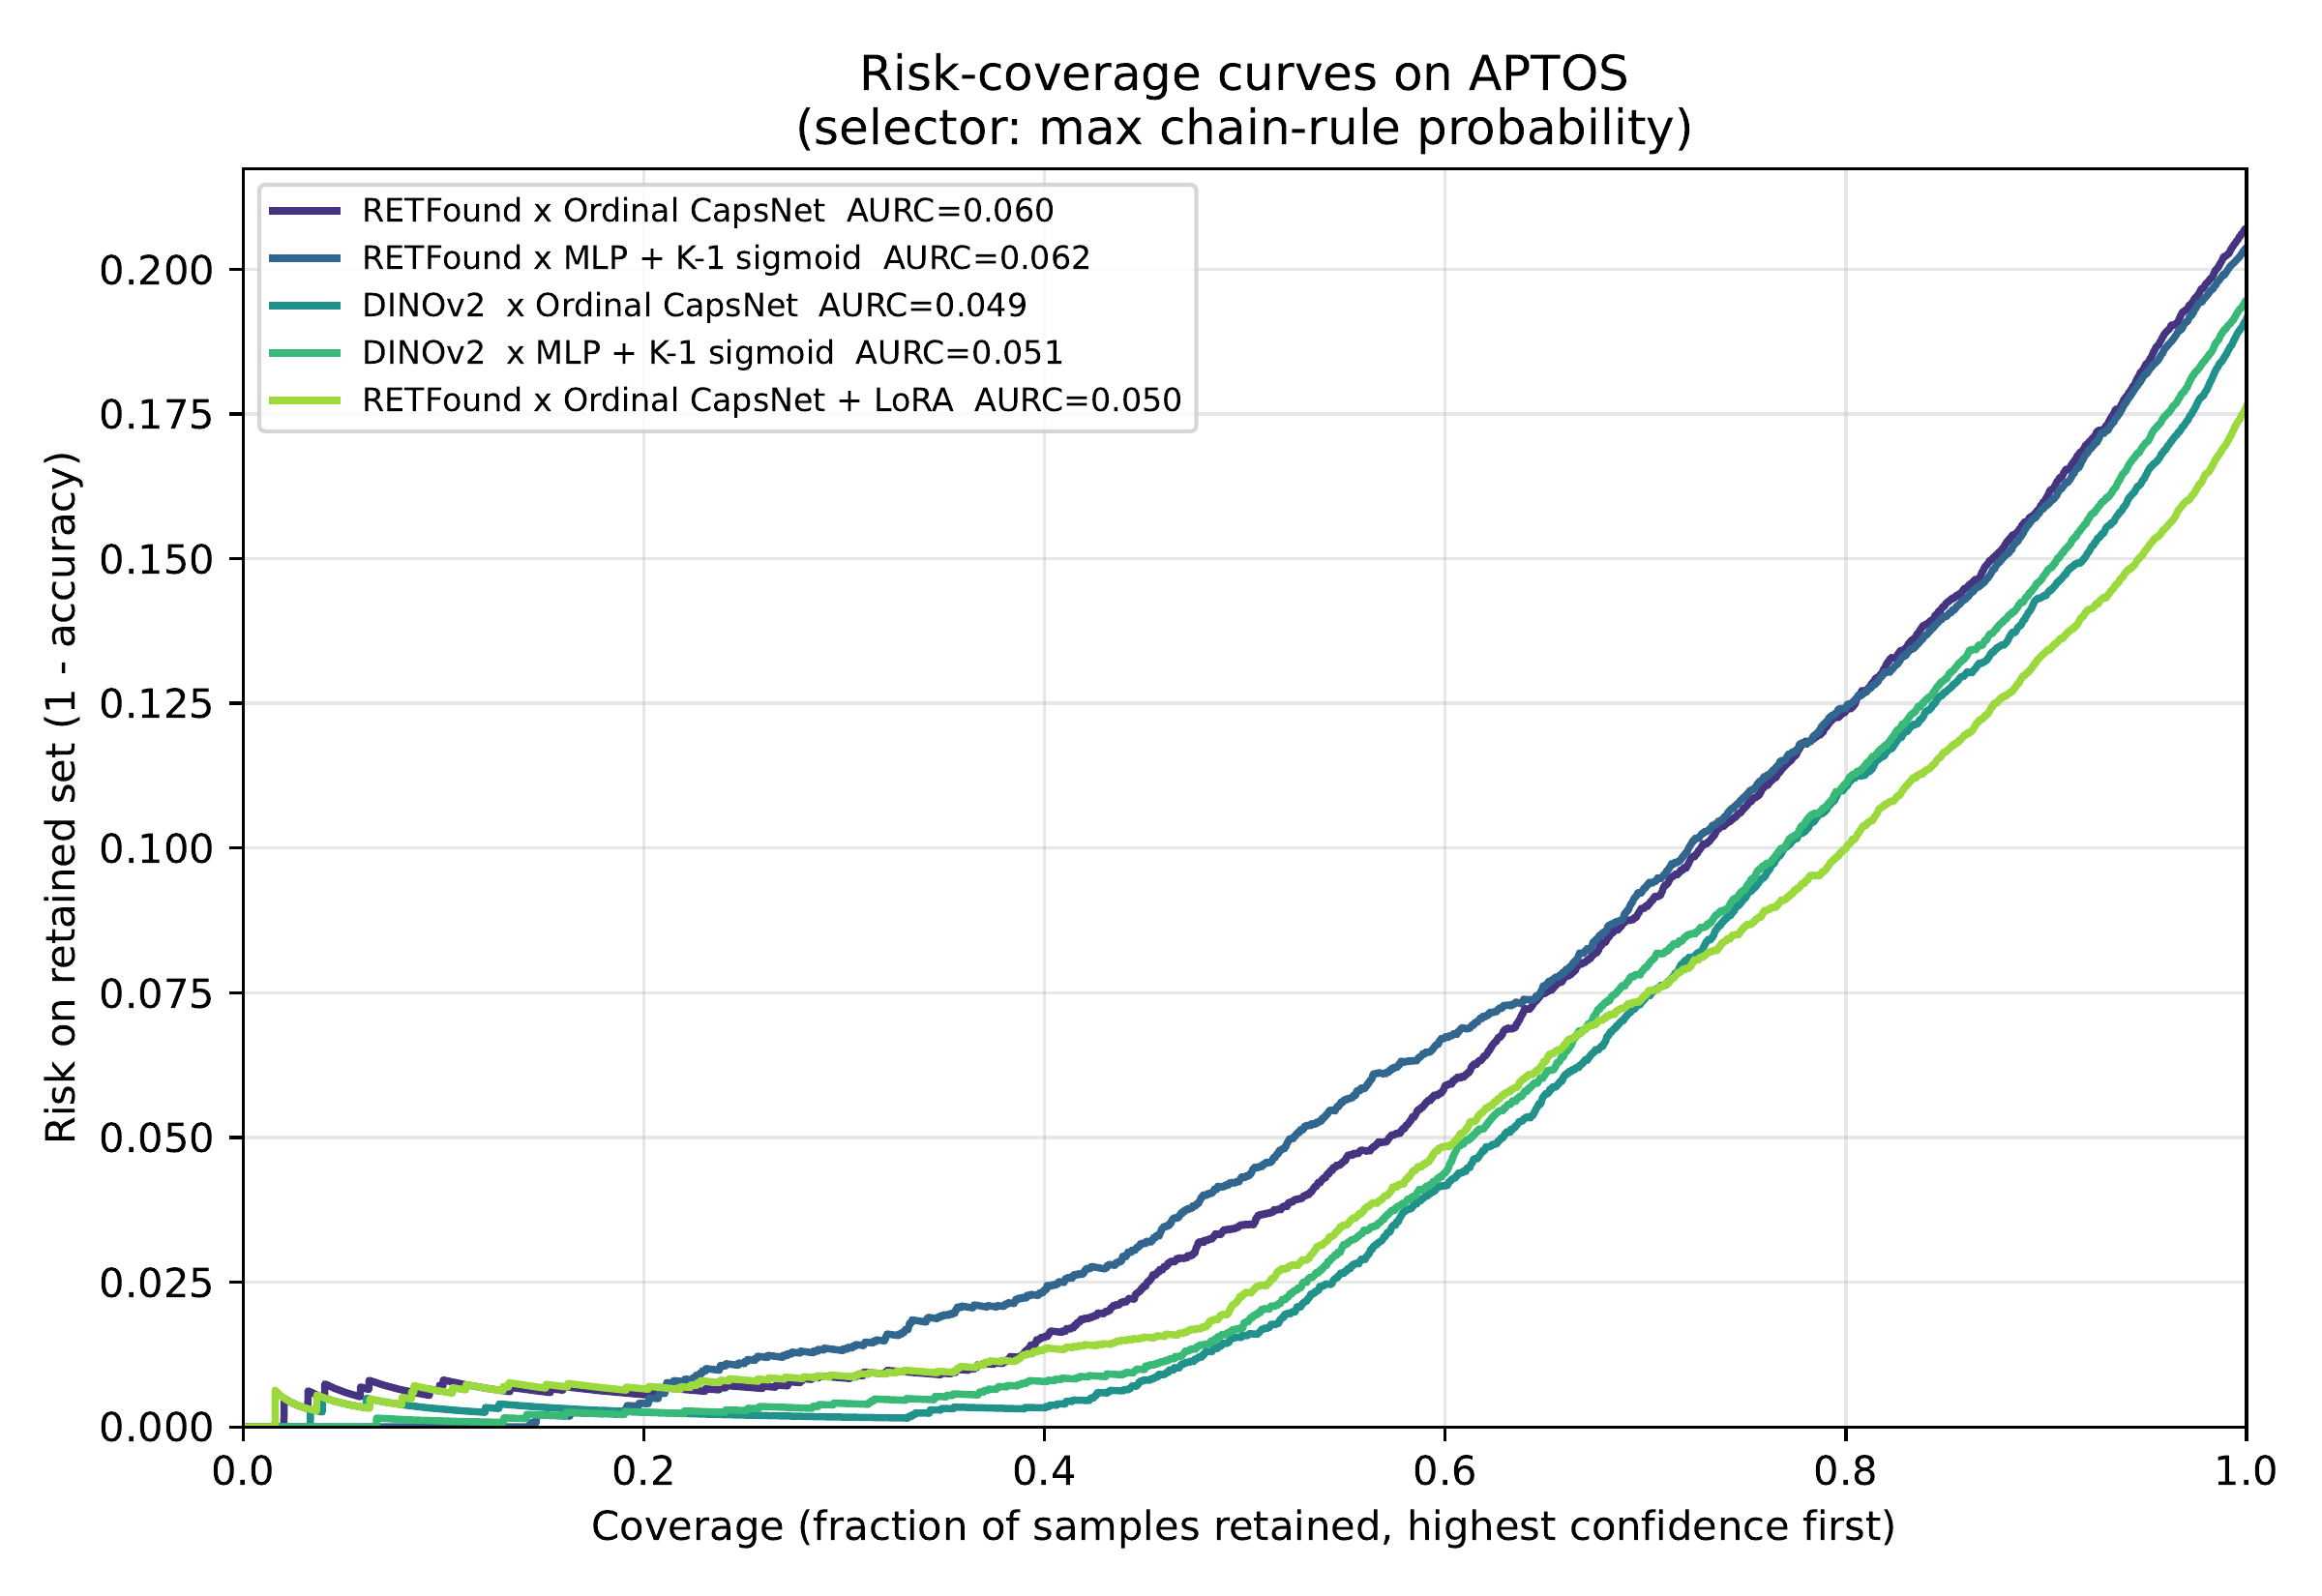 Risk-coverage curves on APTOS
(selector: max chain-rule probability)
RETFound x Ordinal CapsNet  AURC=0.060
RETFound x MLP + K-1 sigmoid  AURC=0.062
DINOv2  x Ordinal CapsNet  AURC=0.049
DINOv2  x MLP + K-1 sigmoid  AURC=0.051
RETFound x Ordinal CapsNet + LoRA  AURC=0.050
Risk on retained set (1 - accuracy)
0.200
0.175
0.150
0.125
0.100
0.075
0.050
0.025
0.000
0.0 0.2 0.4 0.6 0.8 1.0
Coverage (fraction of samples retained, highest confidence first)